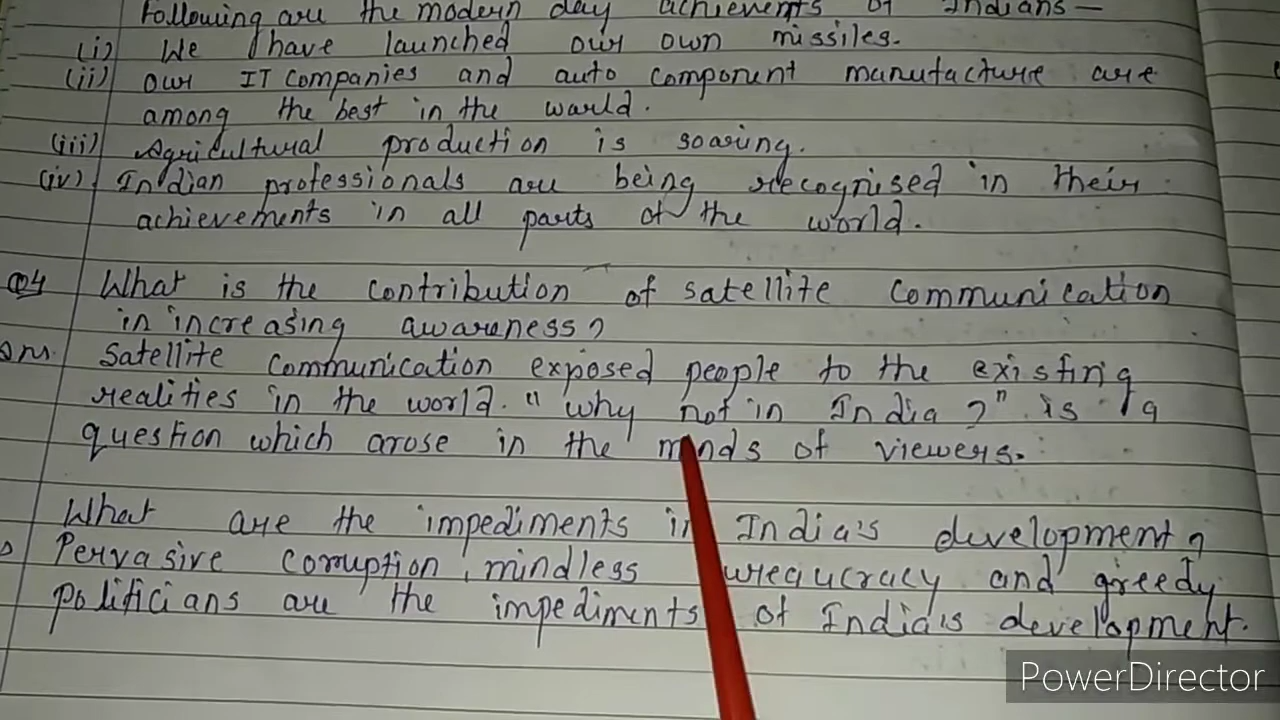 Following are the modern day achievements of Indians—
(i) We have launched our own missiles.
(ii) our IT companies and auto component manufacture are
among the best in the world.
(iii) Agricultural production is soaring.
(iv) Indian professionals are being recognised in their
achievements in all parts of the world.
Q4 What is the contribution of satellite communication
in increasing awareness?
Ans. Satellite communication exposed people to the existing
realities in the world. "why not in India?" is a
question which arose in the minds of viewers.
What are the impediments in India's development?
Pervasive corruption, mindless bureaucracy and greedy
politicians are the impediments of India's development.
PowerDirector